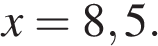 x = 8,5.